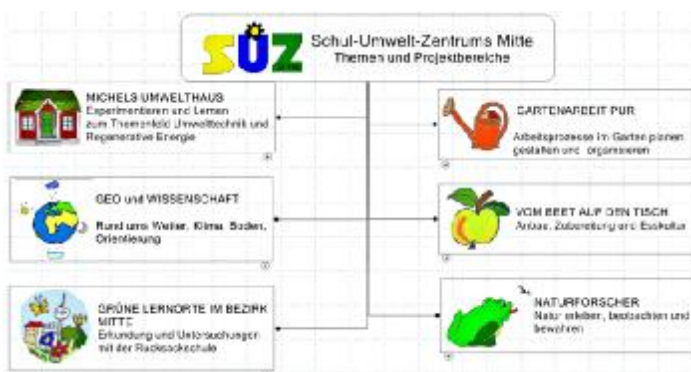 SÜZ
Schul-Umwelt-Zentrums Mitte
Themen und Projektbereiche
MICHELS UMWELTHAUS
Experimentieren und Lernen
zum Themenfeld Umwelttechnik und
Regenerative Energie
GEO und WISSENSCHAFT
Rund ums Wetter, Klima, Boden,
Orientierung
GRÜNE LERNORTE IM BEZIRK
MITTE
Erkundung und Untersuchungen
mit der Rucksackschule
GARTENARBEIT PUR
Arbeitsprozesse im Garten planen
gestalten und organisieren
VOM BEET AUF DEN TISCH
Anbau, Zubereitung und Esskultur
NATURFORSCHER
Natur erleben, beobachten und
bewahren